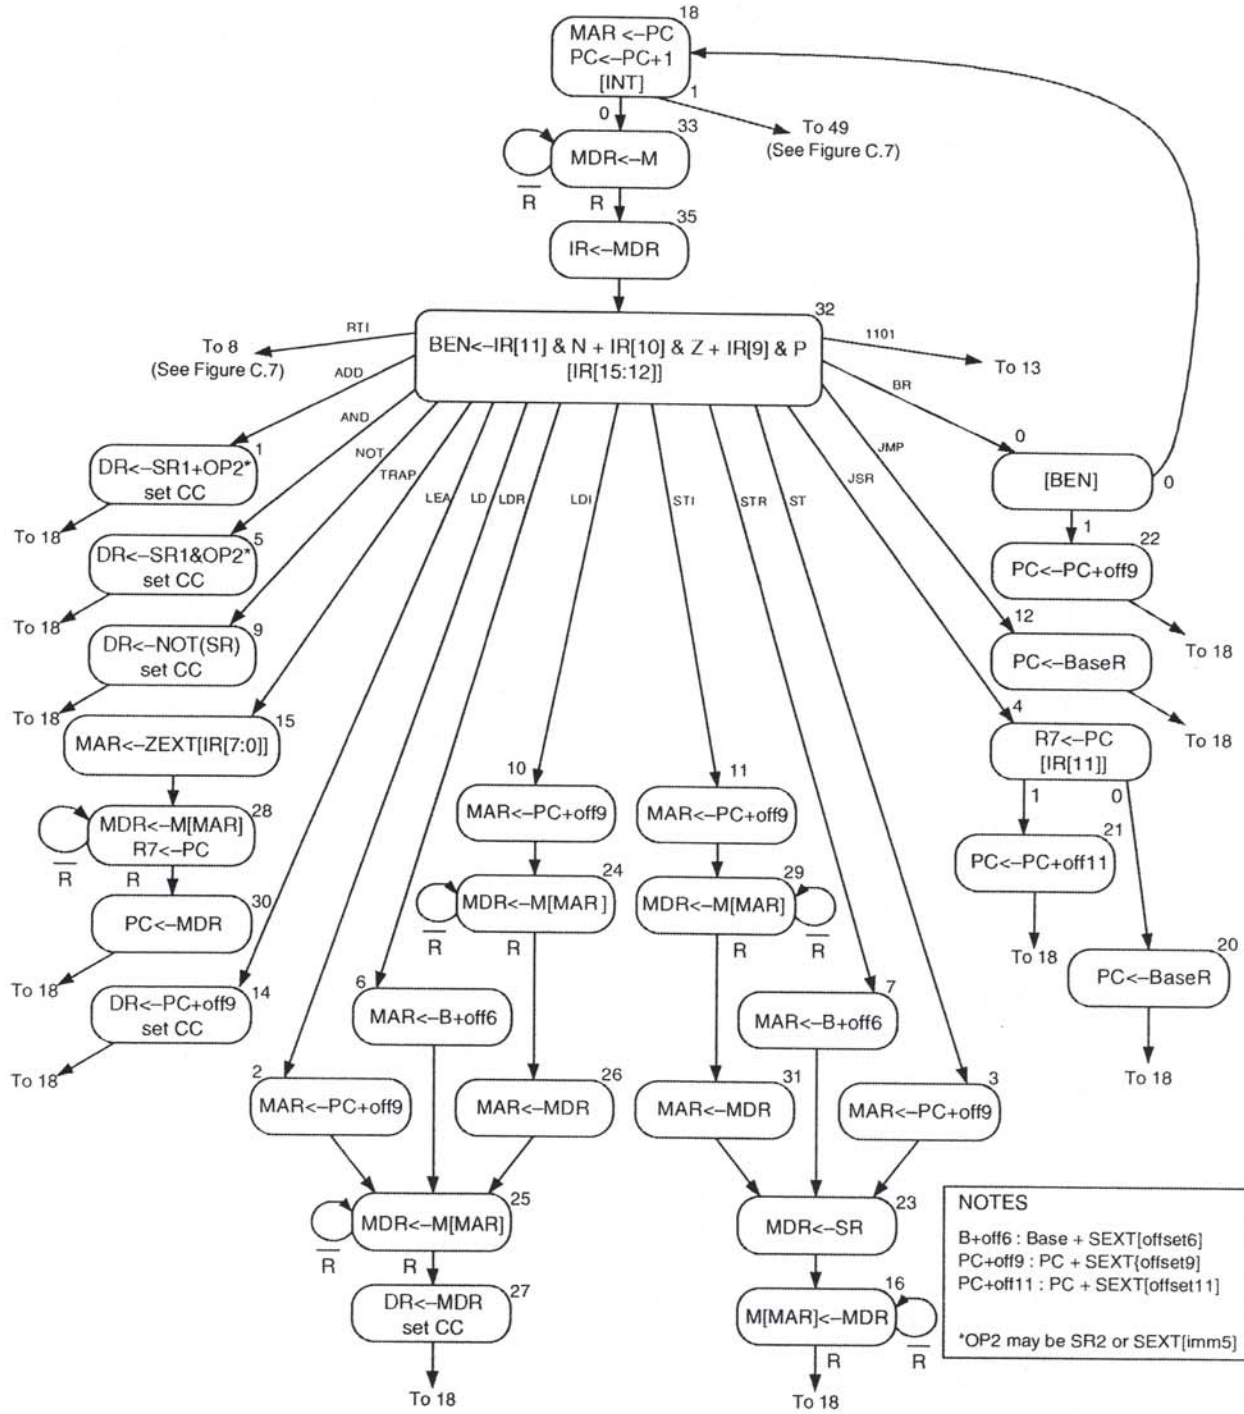 18
MAR <–PC
PC<–PC+1
[INT]
0
1
To 49
(See Figure C.7)
33
MDR<–M
R
R
35
IR<–MDR
32
BEN<–IR[11] & N + IR[10] & Z + IR[9] & P
[IR[15:12]]
RTI
To 8
(See Figure C.7)
1101
To 13
ADD
AND
NOT
TRAP
LEA
LD
LDR
LDI
STI
STR
ST
JSR
JMP
BR
1
DR<–SR1+OP2*
set CC
To 18
5
DR<–SR1&OP2*
set CC
To 18
9
DR<–NOT(SR)
set CC
To 18
15
MAR<–ZEXT[IR[7:0]]
28
MDR<–M[MAR]
R7<–PC
R
R
30
PC<–MDR
To 18
14
DR<–PC+off9
set CC
To 18
0
[BEN]
0
1
22
PC<–PC+off9
To 18
12
PC<–BaseR
To 18
4
R7<–PC
[IR[11]]
1
0
21
PC<–PC+off11
To 18
20
PC<–BaseR
To 18
10
MAR<–PC+off9
24
MDR<–M[MAR]
R
R
11
MAR<–PC+off9
29
MDR<–M[MAR]
R
R
6
MAR<–B+off6
7
MAR<–B+off6
2
MAR<–PC+off9
26
MAR<–MDR
31
MAR<–MDR
3
MAR<–PC+off9
25
MDR<–M[MAR]
R
R
27
DR<–MDR
set CC
To 18
23
MDR<–SR
16
M[MAR]<–MDR
R
R
To 18
NOTES
B+off6 : Base + SEXT[offset6]
PC+off9 : PC + SEXT{offset9]
PC+off11 : PC + SEXT[offset11]
*OP2 may be SR2 or SEXT[imm5]